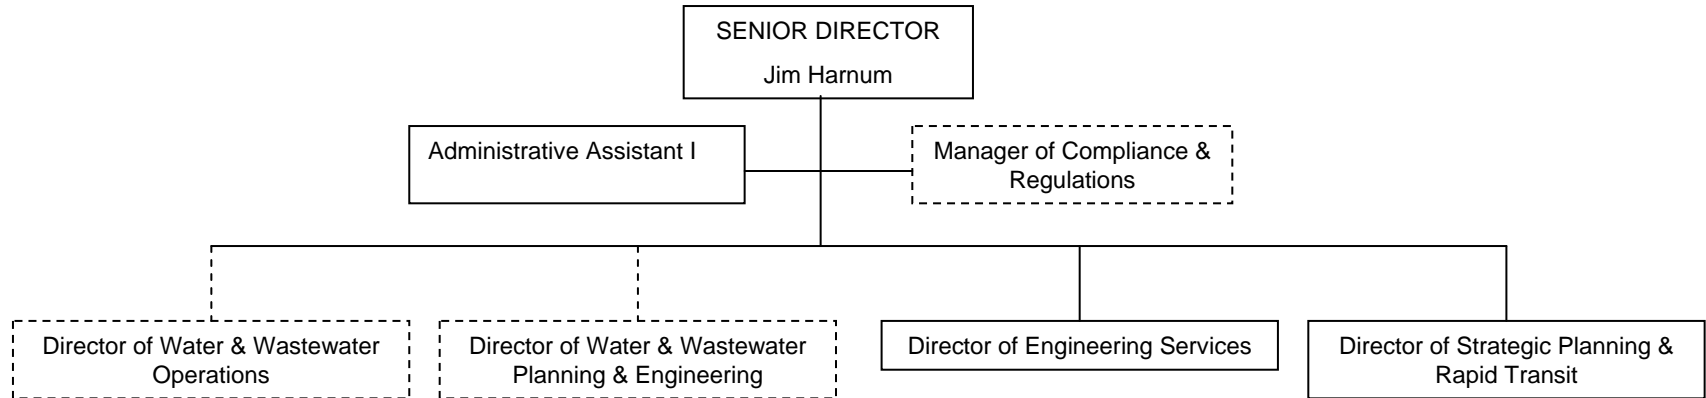 SENIOR DIRECTOR
Jim Harnum
Administrative Assistant I
Manager of Compliance &
Regulations
Director of Water & Wastewater
Operations
Director of Water & Wastewater
Planning & Engineering
Director of Engineering Services
Director of Strategic Planning &
Rapid Transit